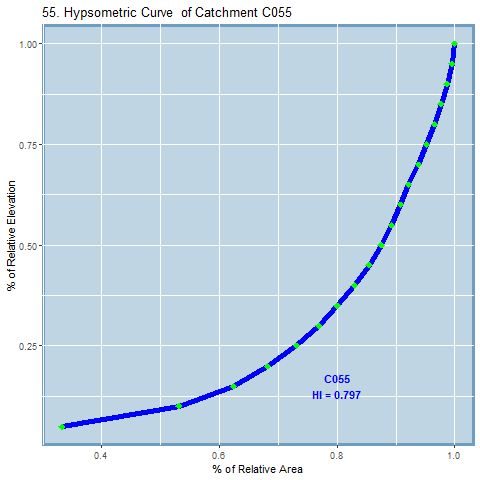 55. Hypsometric Curve  of Catchment C055
% of Relative Elevation
1.00
0.75
0.50
0.25
C055
HI = 0.797
0.4
0.6
0.8
1.0
% of Relative Area